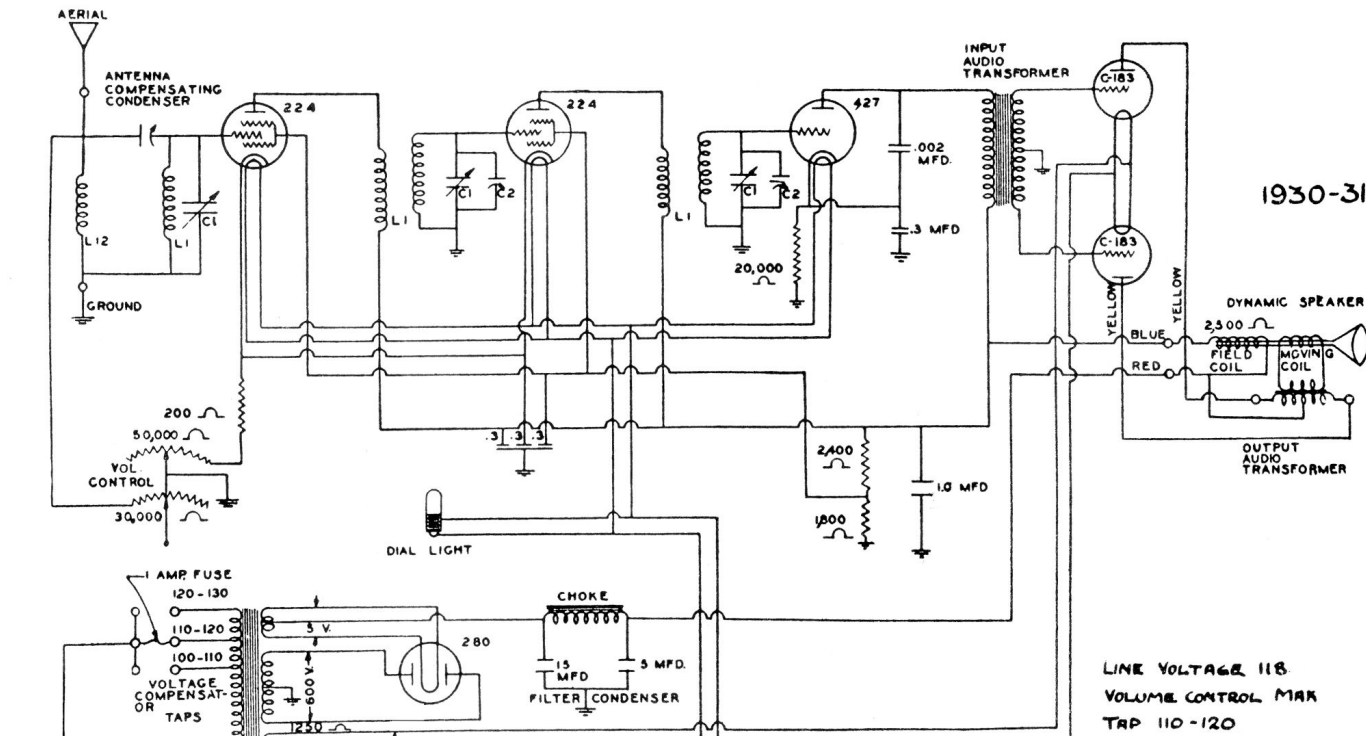 AERIAL
ANTENNA
COMPENSATING
CONDENSER
224
224
427
INPUT
AUDIO
TRANSFORMER
C-183
.002
MFD.
1930-31
L12
L1
C1
L1
C1
C2
L1
C1
C2
.3 MFD
C-183
20,000
GROUND
YELLOW
YELLOW
DYNAMIC SPEAKER
BLUE
2,500
RED
FIELD
COIL
MOVING
COIL
200
50,000
VOL.
CONTROL
30,000
.3
.3
.3
2,400
1.0 MFD
1,800
OUTPUT
AUDIO
TRANSFORMER
DIAL LIGHT
1 AMP. FUSE
120-130
110-120
100-110
VOLTAGE
COMPENSAT-
OR
TAPS
5 V.
280
600 V.
1250
CHOKE
MFD
5 MFD.
FILTER CONDENSER
LINE VOLTAGE 118
VOLUME CONTROL MAX
TAP 110-120